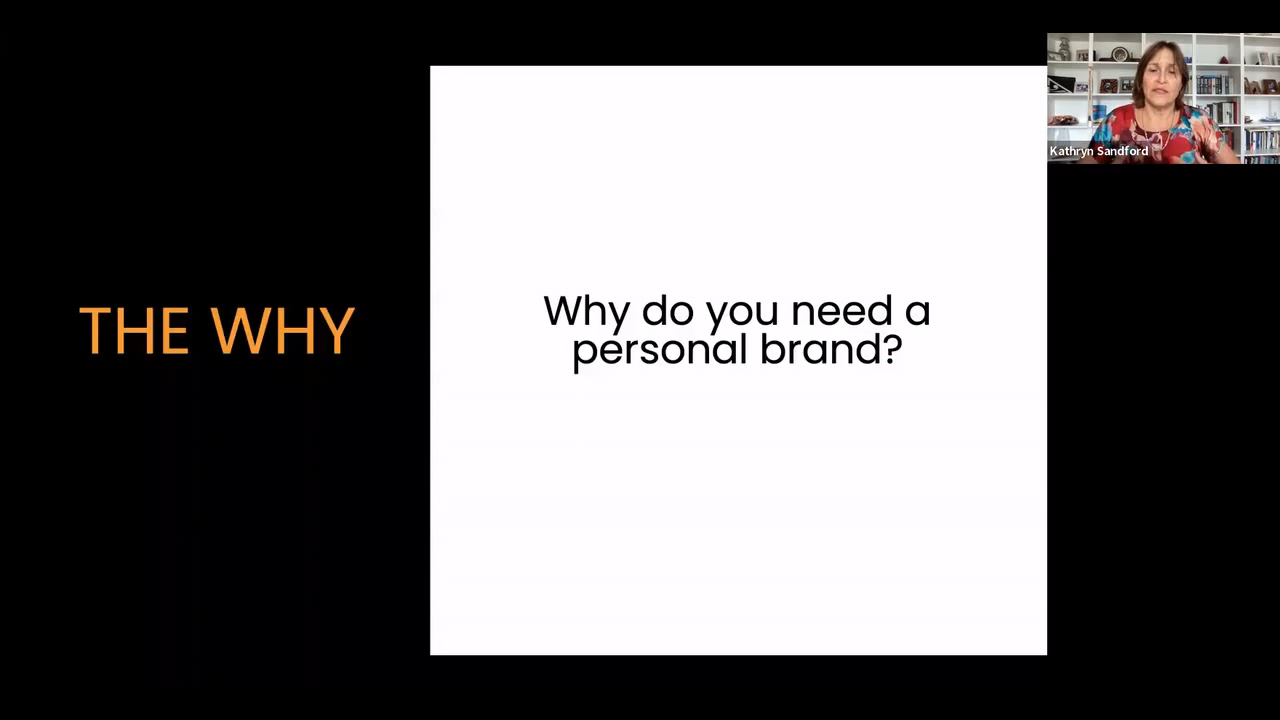 THE WHY
Why do you need a
personal brand?
Kathryn Sandford